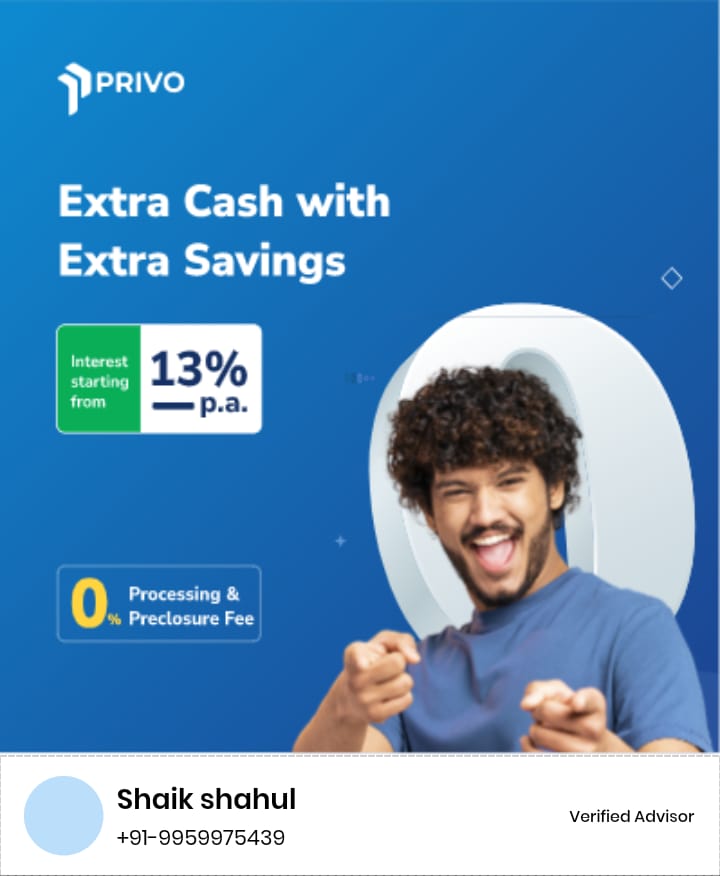 PRIVO
Extra Cash with
Extra Savings
Interest
starting
from
13%
p.a.
0%
Processing &
Preclosure Fee
Shaik shahul
+91-9959975439
Verified Advisor